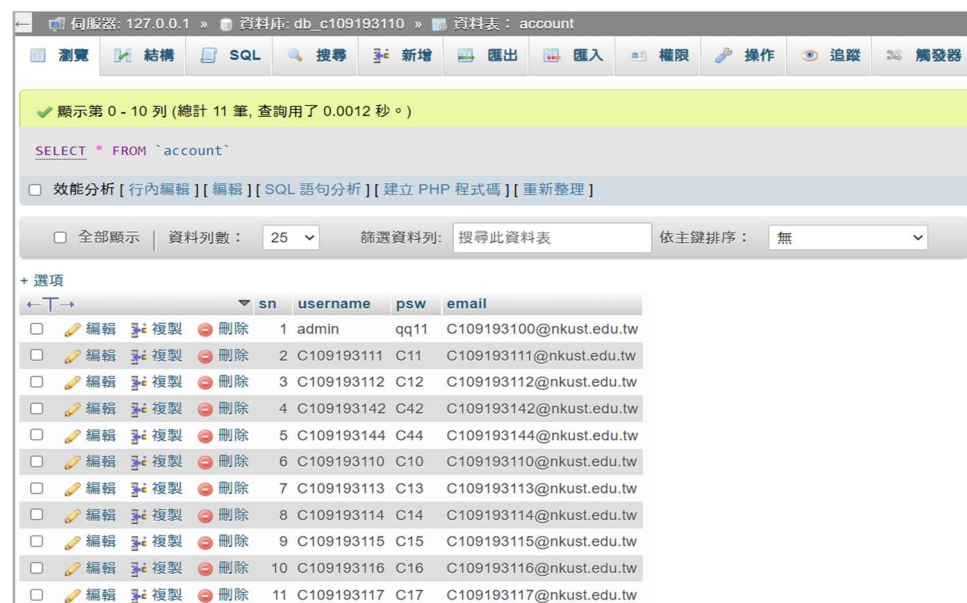 ← 伺服器: 127.0.0.1 » 資料庫: db_c109193110 » 資料表： account
瀏覽 結構 SQL 搜尋 新增 匯出 匯入 權限 操作 追蹤 觸發器
顯示第 0 - 10 列 (總計 11 筆, 查詢用了 0.0012 秒。)
SELECT * FROM `account`
效能分析 [ 行內編輯 ] [ 編輯 ] [ SQL 語句分析 ] [ 建立 PHP 程式碼 ] [ 重新整理 ]
全部顯示 | 資料列數： 25 篩選資料列: 搜尋此資料表 依主鍵排序： 無
+ 選項
←T→ sn username psw email
編輯 複製 刪除 1 admin qq11 C109193100@nkust.edu.tw
編輯 複製 刪除 2 C109193111 C11 C109193111@nkust.edu.tw
編輯 複製 刪除 3 C109193112 C12 C109193112@nkust.edu.tw
編輯 複製 刪除 4 C109193142 C42 C109193142@nkust.edu.tw
編輯 複製 刪除 5 C109193144 C44 C109193144@nkust.edu.tw
編輯 複製 刪除 6 C109193110 C10 C109193110@nkust.edu.tw
編輯 複製 刪除 7 C109193113 C13 C109193113@nkust.edu.tw
編輯 複製 刪除 8 C109193114 C14 C109193114@nkust.edu.tw
編輯 複製 刪除 9 C109193115 C15 C109193115@nkust.edu.tw
編輯 複製 刪除 10 C109193116 C16 C109193116@nkust.edu.tw
編輯 複製 刪除 11 C109193117 C17 C109193117@nkust.edu.tw